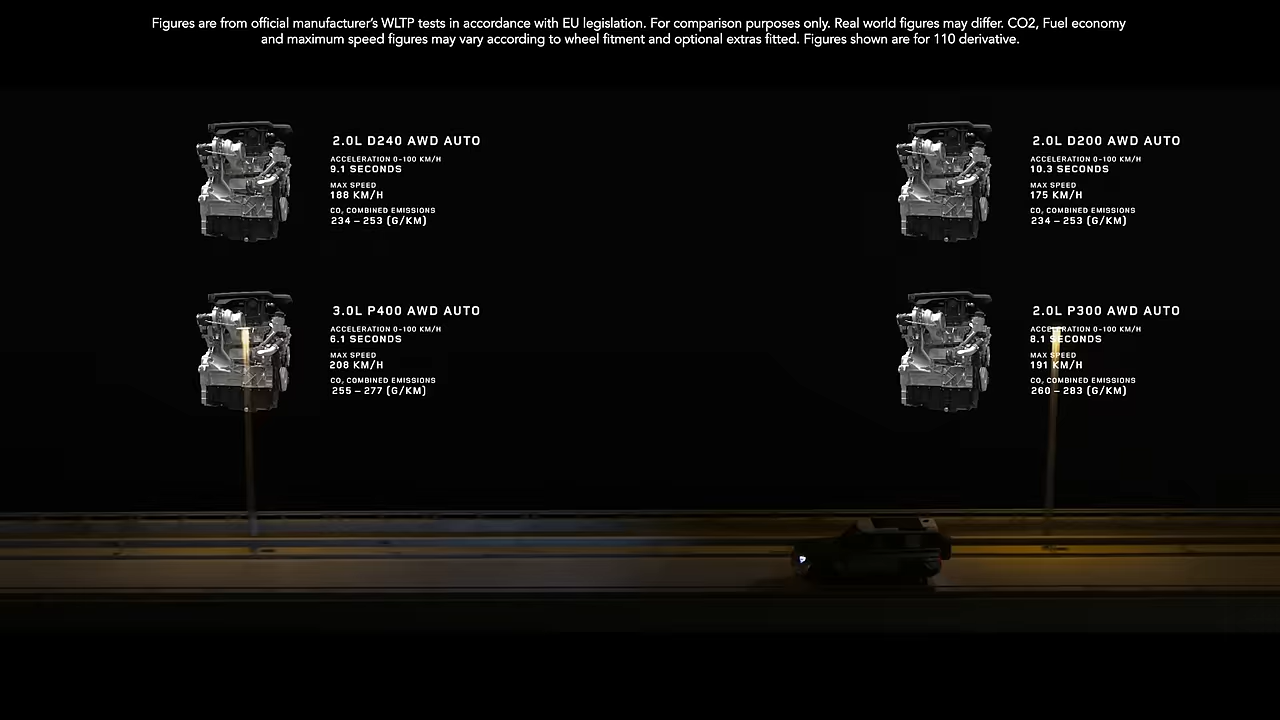 Figures are from official manufacturer's WLTP tests in accordance with EU legislation. For comparison purposes only. Real world figures may differ. CO2, Fuel economy
and maximum speed figures may vary according to wheel fitment and optional extras fitted. Figures shown are for 110 derivative.
2.0L D240 AWD AUTO
ACCELERATION 0-100 KM/H
9.1 SECONDS
MAX SPEED
188 KM/H
CO₂ COMBINED EMISSIONS
234 – 253 (G/KM)
2.0L D200 AWD AUTO
ACCELERATION 0-100 KM/H
10.3 SECONDS
MAX SPEED
175 KM/H
CO₂ COMBINED EMISSIONS
234 – 253 (G/KM)
3.0L P400 AWD AUTO
ACCELERATION 0-100 KM/H
6.1 SECONDS
MAX SPEED
208 KM/H
CO₂ COMBINED EMISSIONS
255 – 277 (G/KM)
2.0L P300 AWD AUTO
ACCELERATION 0-100 KM/H
8.1 SECONDS
MAX SPEED
191 KM/H
CO₂ COMBINED EMISSIONS
260 – 283 (G/KM)